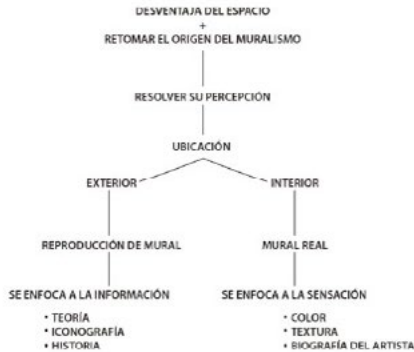 DESVENTAJA DEL ESPACIO
+
RETOMAR EL ORIGEN DEL MURALISMO
RESOLVER SU PERCEPCIÓN
UBICACIÓN
EXTERIOR
INTERIOR
REPRODUCCIÓN DE MURAL
MURAL REAL
SE ENFOCA A LA INFORMACIÓN
SE ENFOCA A LA SENSACIÓN
• TEORÍA
• ICONOGRAFÍA
• HISTORIA
• COLOR
• TEXTURA
• BIOGRAFÍA DEL ARTISTA